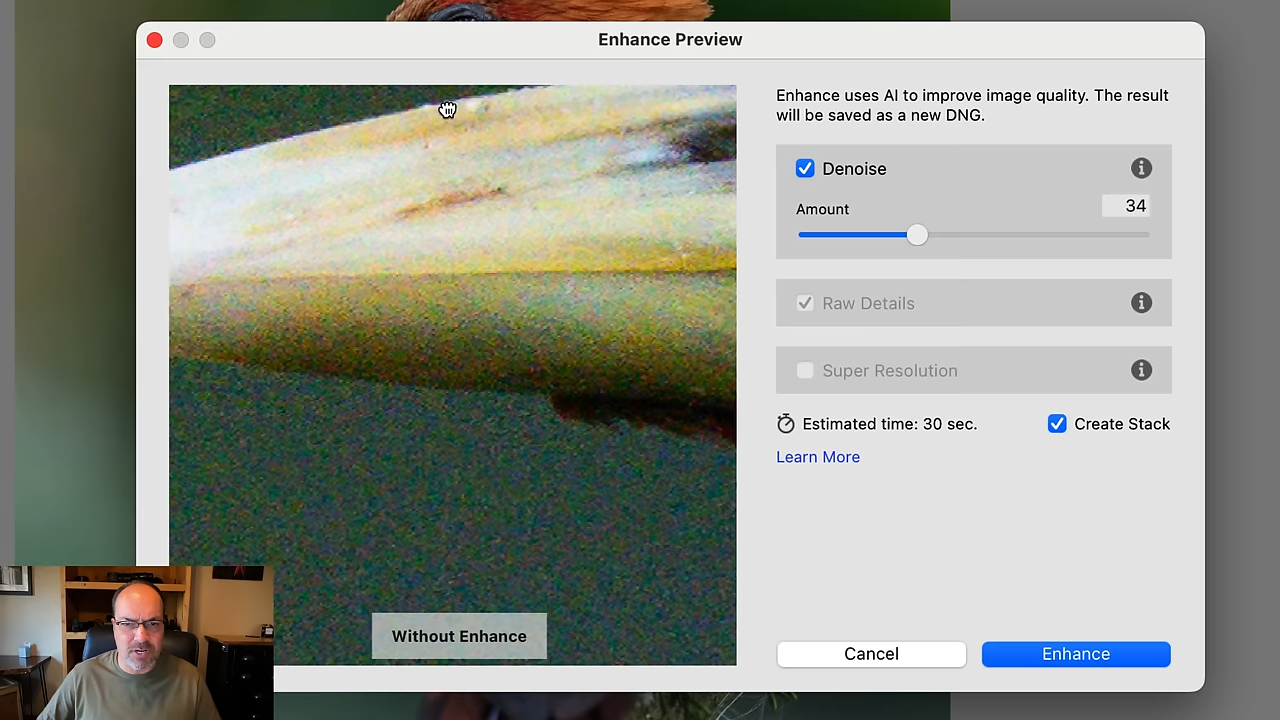 Enhance Preview
Enhance uses AI to improve image quality. The result
will be saved as a new DNG.
Denoise
Amount
34
Raw Details
Super Resolution
Estimated time: 30 sec.
Create Stack
Learn More
Without Enhance
Cancel
Enhance